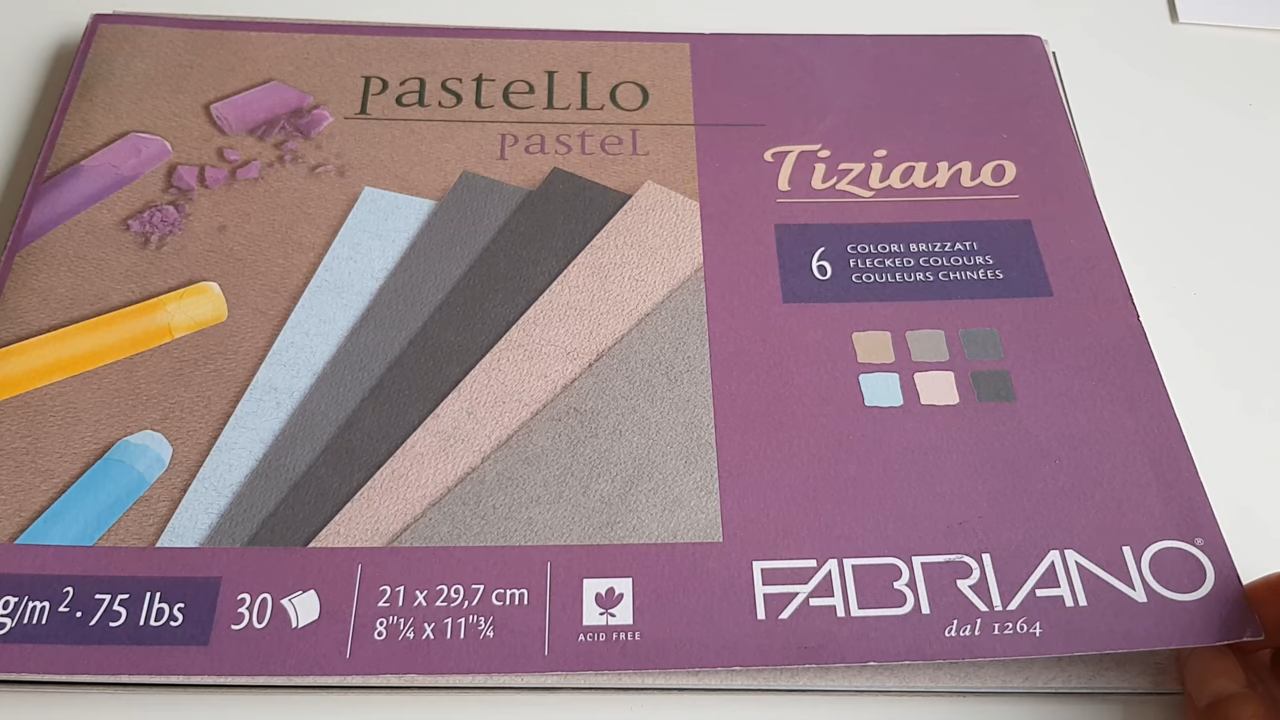 pasteLLo
pasteL
Tiziano
6
COLORI BRIZZATI
FLECKED COLOURS
COULEURS CHINÉES
g/m²·75 lbs
30
21 x 29,7 cm
8"¼ x 11"¾
ACID FREE
FABRIANO®
dal 1264